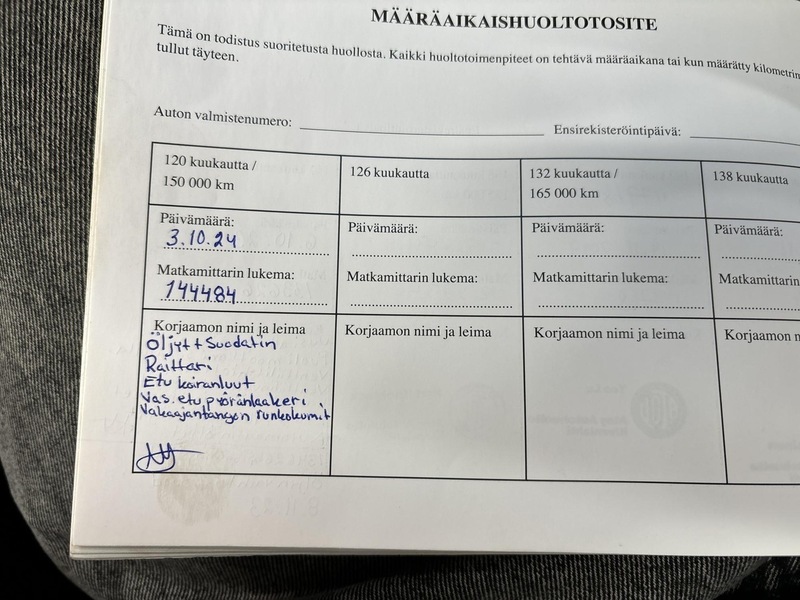 MÄÄRÄAIKAISHUOLTOTOSITE
Tämä on todistus suoritetusta huollosta. Kaikki huoltotoimenpiteet on tehtävä määräaikana tai kun määrätty kilometrin
tullut täyteen.
Auton valmistenumero: Ensirekisteröintipäivä:
120 kuukautta /
150 000 km
126 kuukautta
132 kuukautta /
165 000 km
138 kuukautta
Päivämäärä:
3.10.24
Päivämäärä:
Päivämäärä:
Päivämäärä:
Matkamittarin lukema:
144484
Matkamittarin lukema:
Matkamittarin lukema:
Matkamittarin
Korjaamon nimi ja leima
Öljyt+Suodatin
Raittari
Etu koiranluut
Vas. etu pyöränlaakeri
Vakaajantangon runkokumit
Korjaamon nimi ja leima
Korjaamon nimi ja leima
Korjaamon n